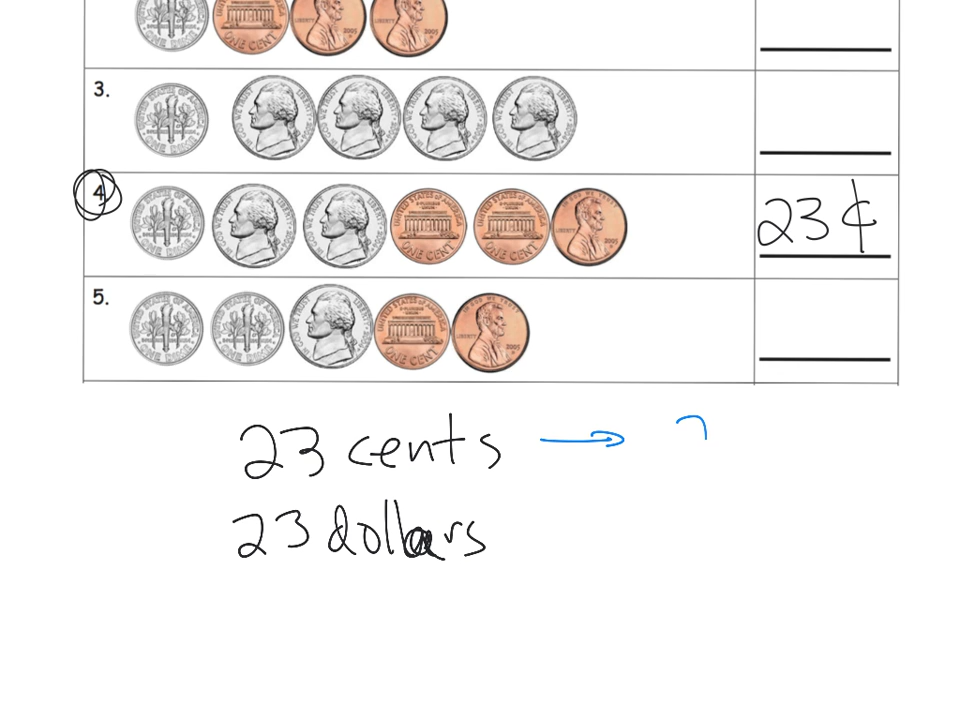 3.
4 23 ¢
5.
23 cents →
23 dollars